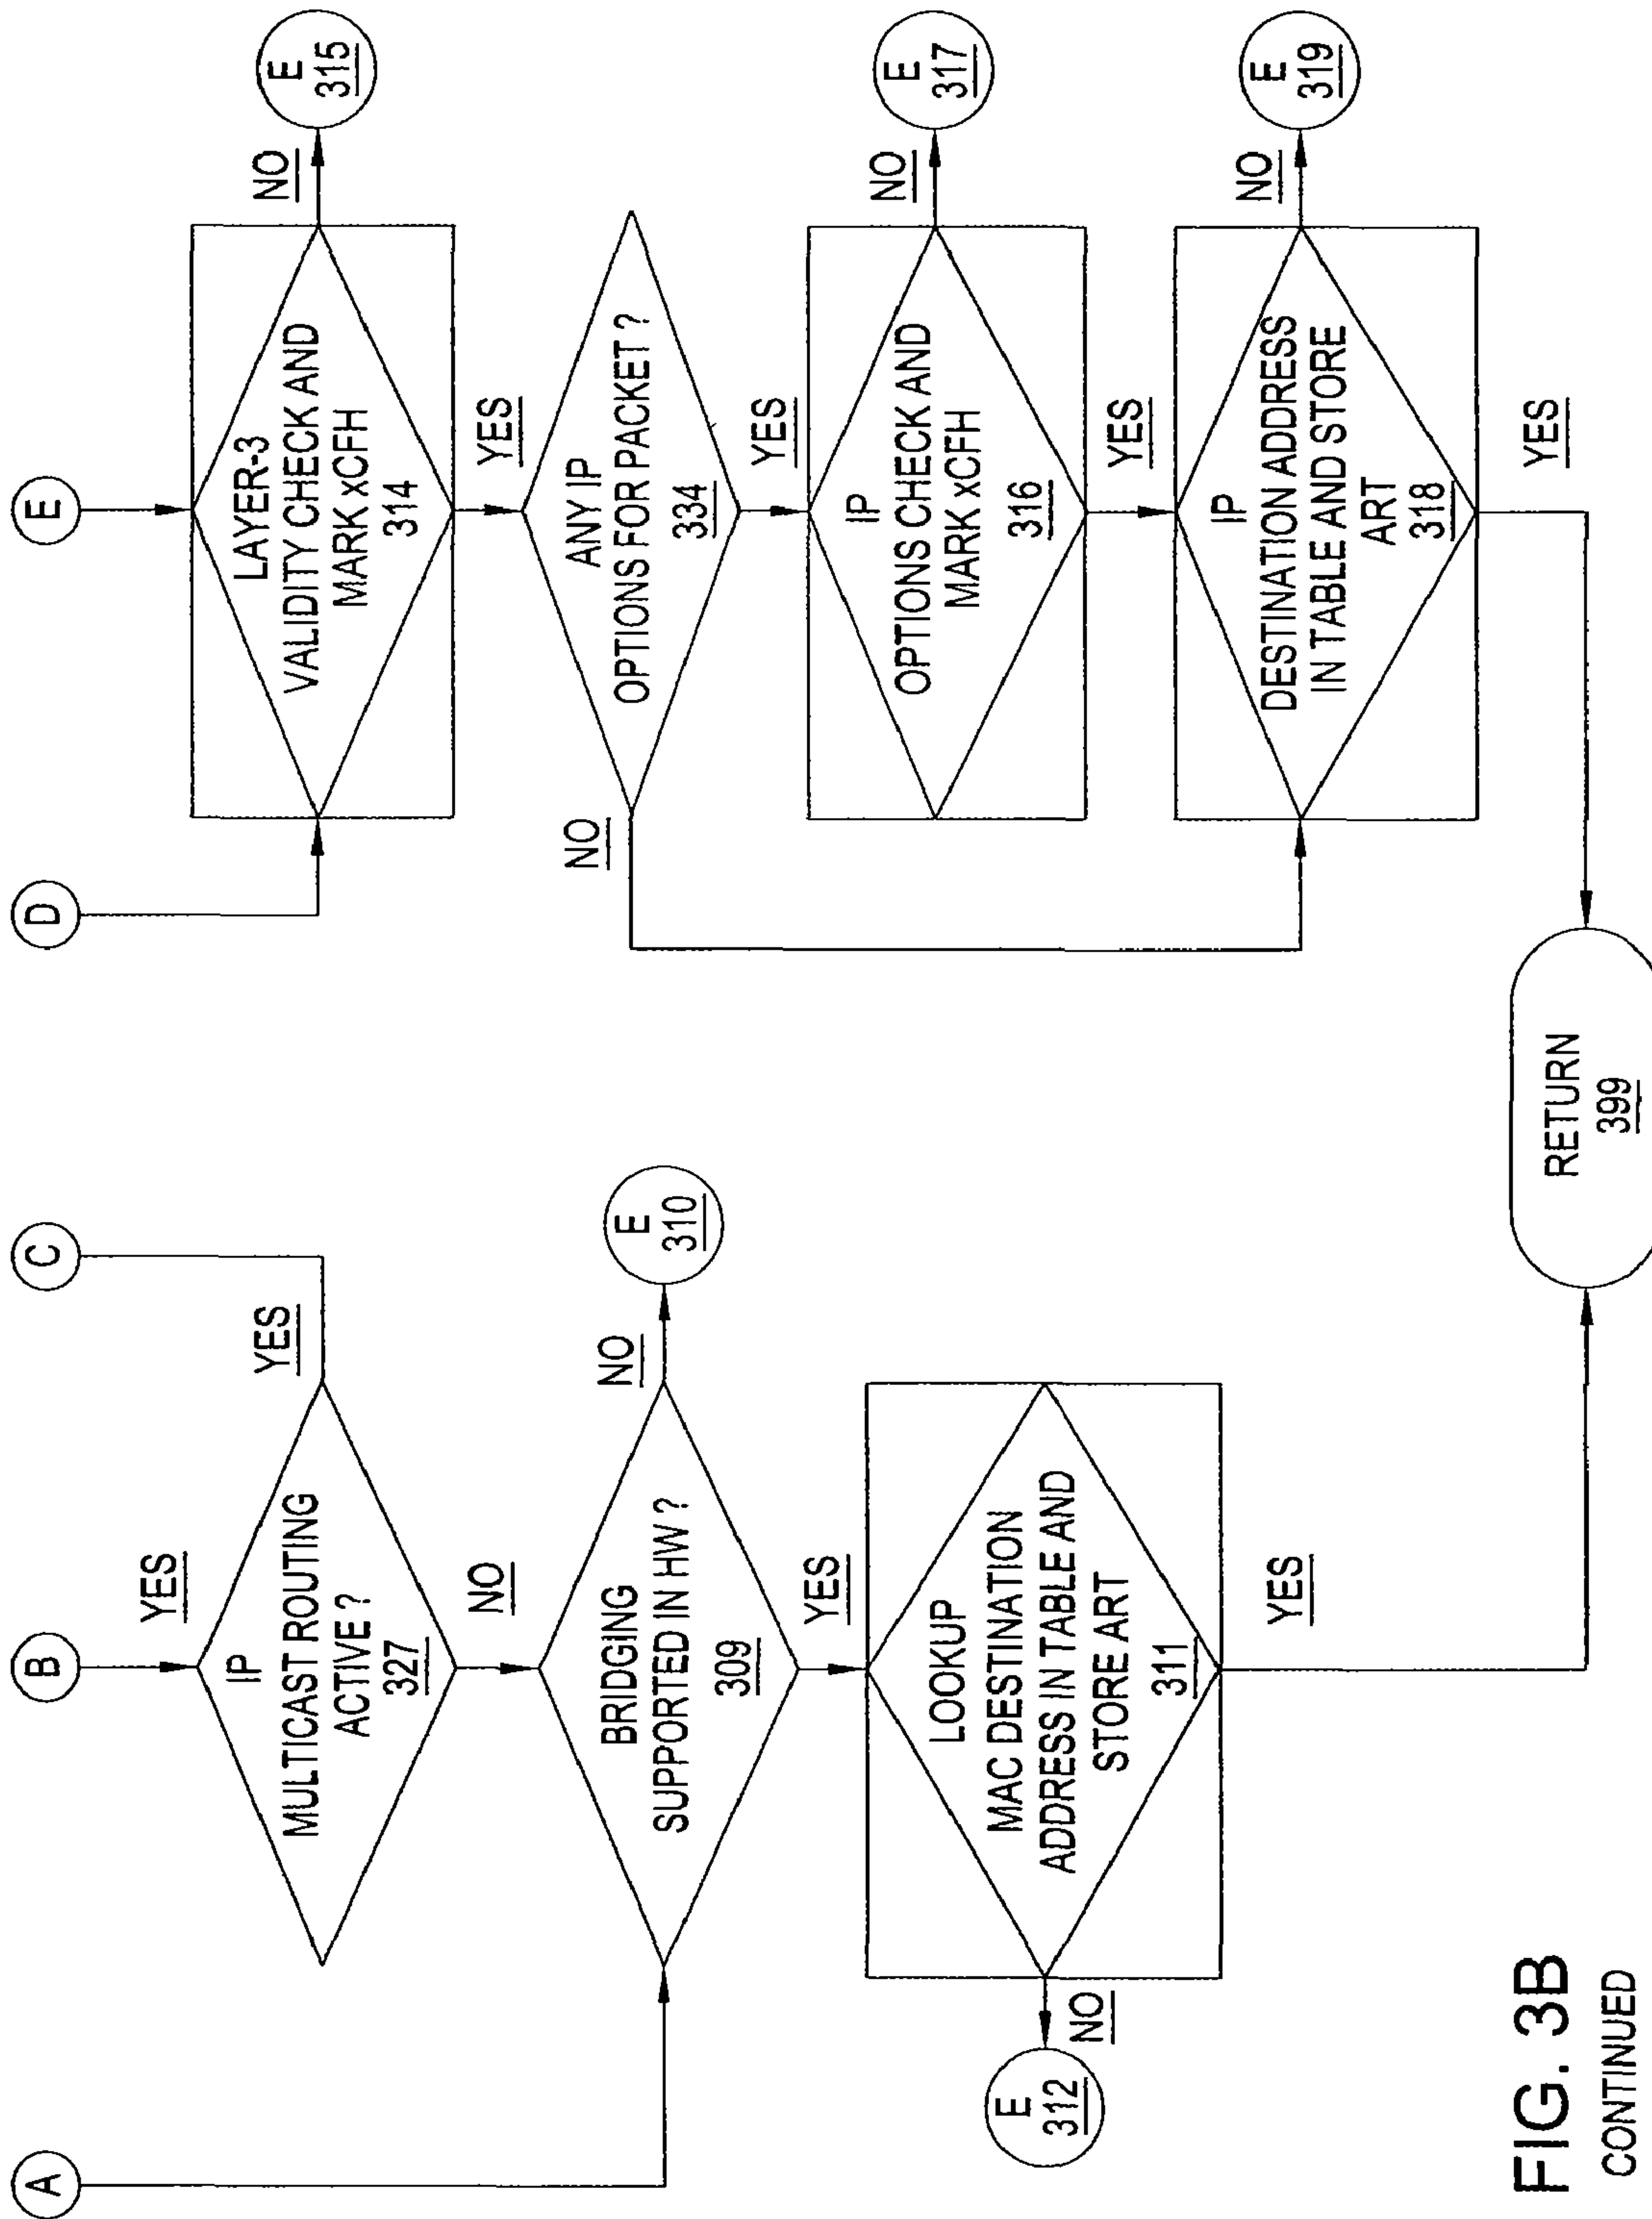 A
B
C
D
E
YES
IP
MULTICAST ROUTING
ACTIVE ?
327
YES
NO
BRIDGING
SUPPORTED IN HW ?
309
NO
E
310
YES
LOOKUP
MAC DESTINATION
ADDRESS IN TABLE AND
STORE ART
311
NO
E
312
YES
LAYER-3
VALIDITY CHECK AND
MARK xCFH
314
NO
E
315
YES
ANY IP
OPTIONS FOR PACKET ?
334
NO
YES
IP
OPTIONS CHECK AND
MARK xCFH
316
NO
E
317
YES
IP
DESTINATION ADDRESS
IN TABLE AND STORE
ART
318
NO
E
319
YES
RETURN
399
FIG. 3B
CONTINUED